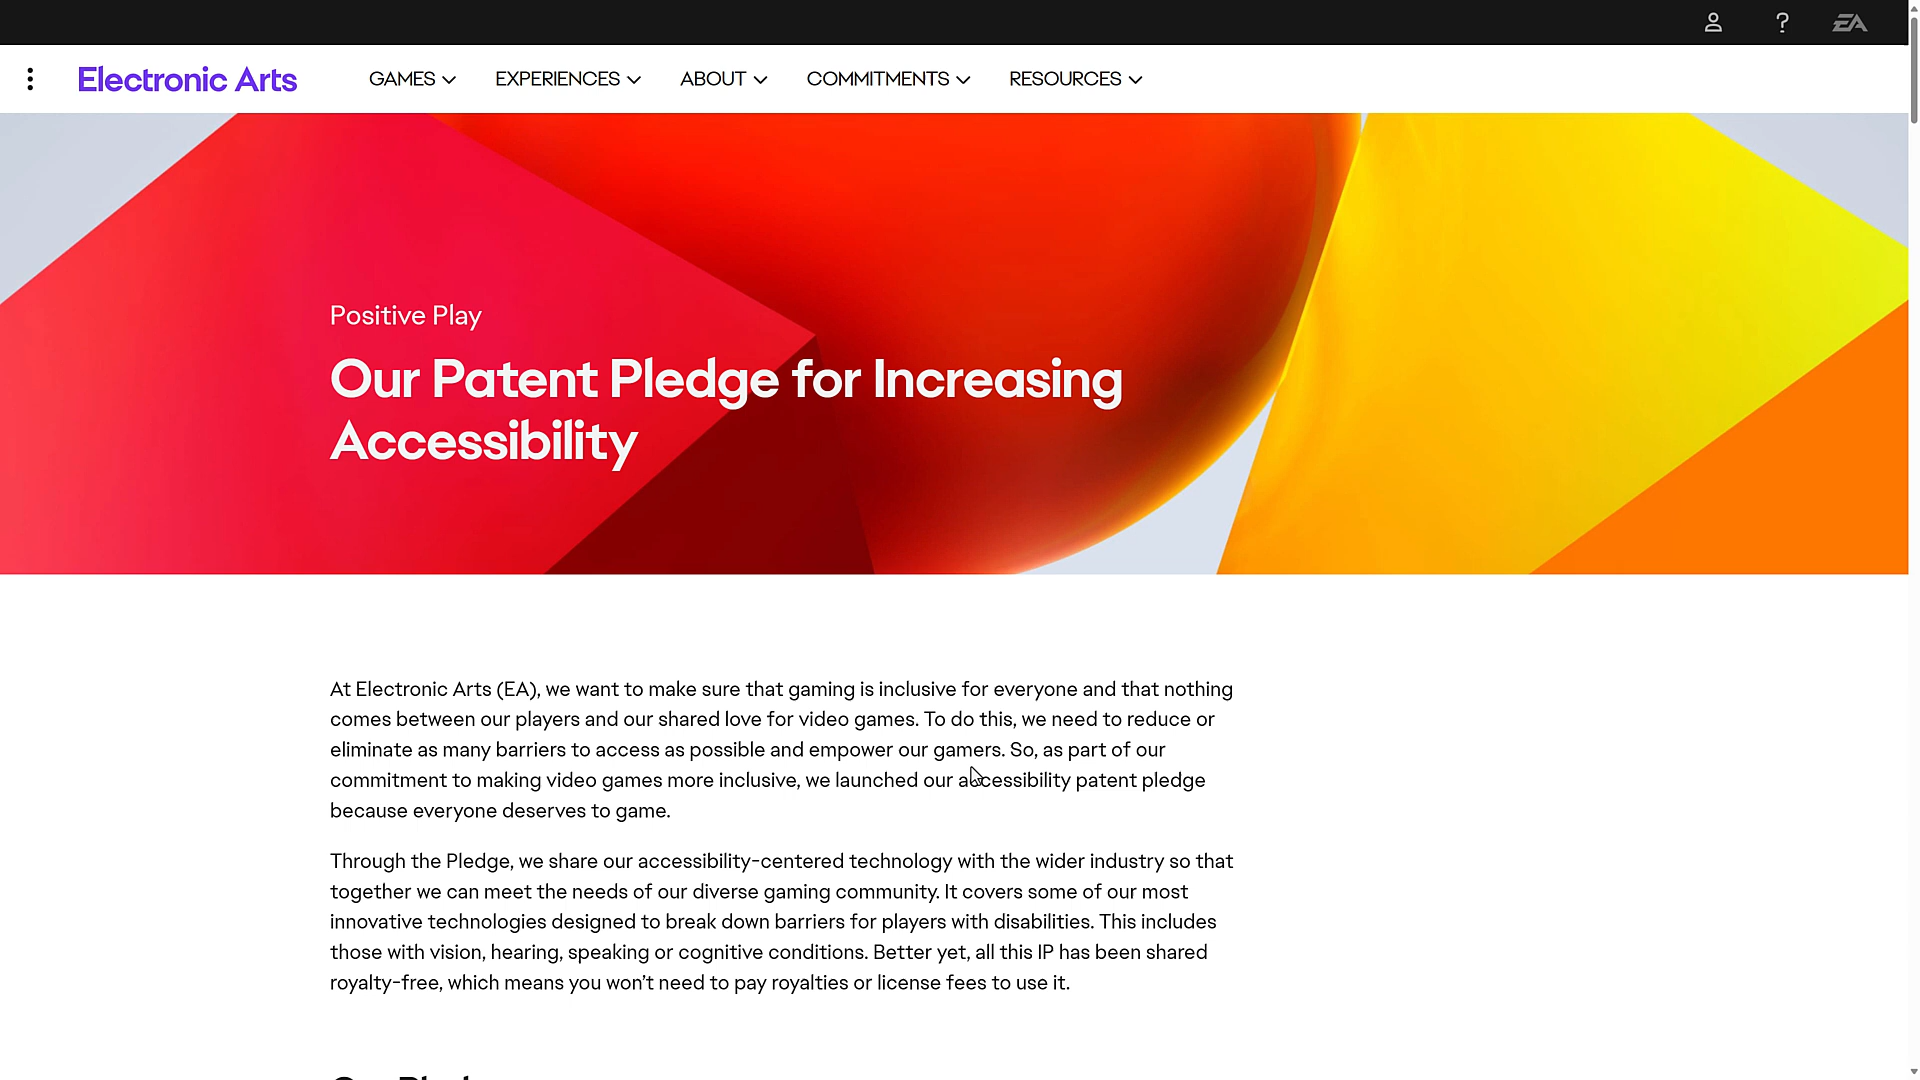 ?
EA
Electronic Arts
GAMES
EXPERIENCES
ABOUT
COMMITMENTS
RESOURCES
Positive Play
Our Patent Pledge for Increasing
Accessibility
At Electronic Arts (EA), we want to make sure that gaming is inclusive for everyone and that nothing
comes between our players and our shared love for video games. To do this, we need to reduce or
eliminate as many barriers to access as possible and empower our gamers. So, as part of our
commitment to making video games more inclusive, we launched our accessibility patent pledge
because everyone deserves to game.
Through the Pledge, we share our accessibility-centered technology with the wider industry so that
together we can meet the needs of our diverse gaming community. It covers some of our most
innovative technologies designed to break down barriers for players with disabilities. This includes
those with vision, hearing, speaking or cognitive conditions. Better yet, all this IP has been shared
royalty-free, which means you won’t need to pay royalties or license fees to use it.